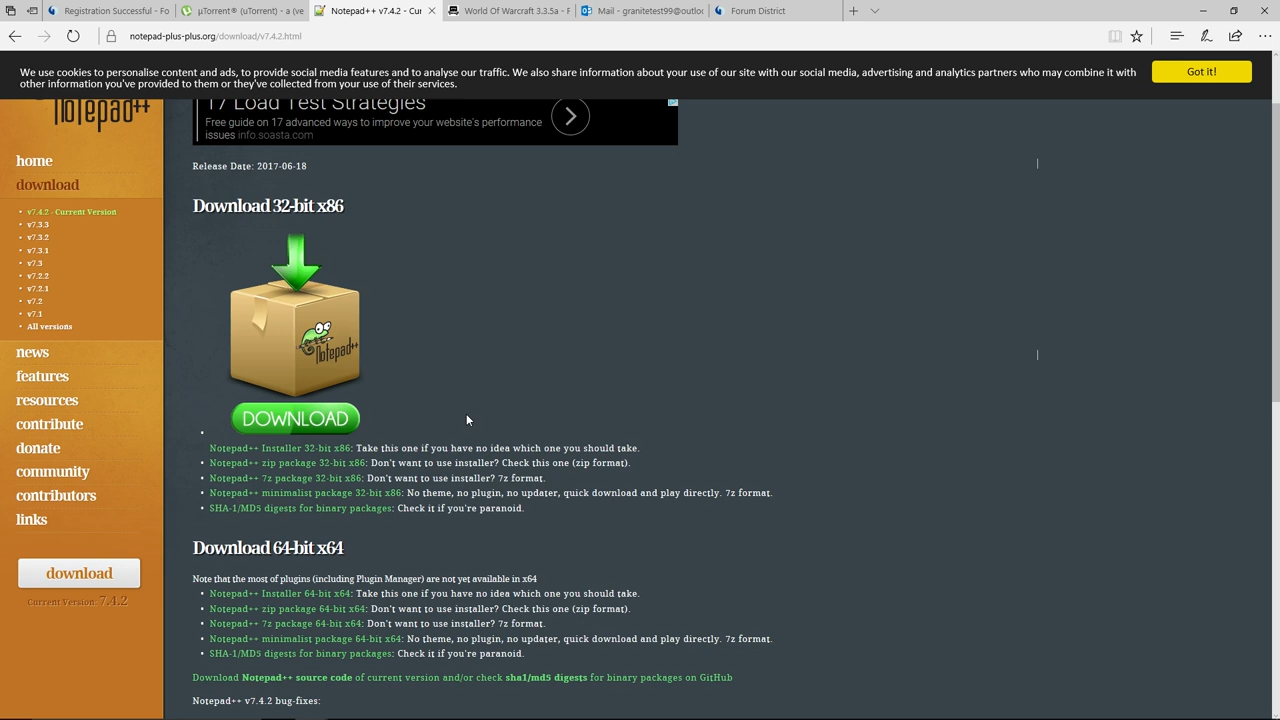 Registration Successful - Fo
µTorrent® (uTorrent) - a (ve
Notepad++ v7.4.2 - Cur
World Of Warcraft 3.3.5a - F
Mail - granitetest99@outloo
Forum District
notepad-plus-plus.org/download/v7.4.2.html
We use cookies to personalise content and ads, to provide social media features and to analyse our traffic. We also share information about your use of our site with our social media, advertising and analytics partners who may combine it with
other information you've provided to them or they've collected from your use of their services.
Got it!
Notepad++
17 Load Test Strategies
Free guide on 17 advanced ways to improve your website's performance
issues info.soasta.com
home
download
• v7.4.2 - Current Version
• v7.3.3
• v7.3.2
• v7.3.1
• v7.3
• v7.2.2
• v7.2.1
• v7.2
• v7.1
• All versions
news
features
resources
contribute
donate
community
contributors
links
download
Current Version: 7.4.2
Release Date: 2017-06-18
Download 32-bit x86
Notepad++
DOWNLOAD
Notepad++ Installer 32-bit x86: Take this one if you have no idea which one you should take.
• Notepad++ zip package 32-bit x86: Don't want to use installer? Check this one (zip format).
• Notepad++ 7z package 32-bit x86: Don't want to use installer? 7z format.
• Notepad++ minimalist package 32-bit x86: No theme, no plugin, no updater, quick download and play directly. 7z format.
• SHA-1/MD5 digests for binary packages: Check it if you're paranoid.
Download 64-bit x64
Note that the most of plugins (including Plugin Manager) are not yet available in x64
• Notepad++ Installer 64-bit x64: Take this one if you have no idea which one you should take.
• Notepad++ zip package 64-bit x64: Don't want to use installer? Check this one (zip format).
• Notepad++ 7z package 64-bit x64: Don't want to use installer? 7z format.
• Notepad++ minimalist package 64-bit x64: No theme, no plugin, no updater, quick download and play directly. 7z format.
• SHA-1/MD5 digests for binary packages: Check it if you're paranoid.
Download Notepad++ source code of current version and/or check sha1/md5 digests for binary packages on GitHub
Notepad++ v7.4.2 bug-fixes: